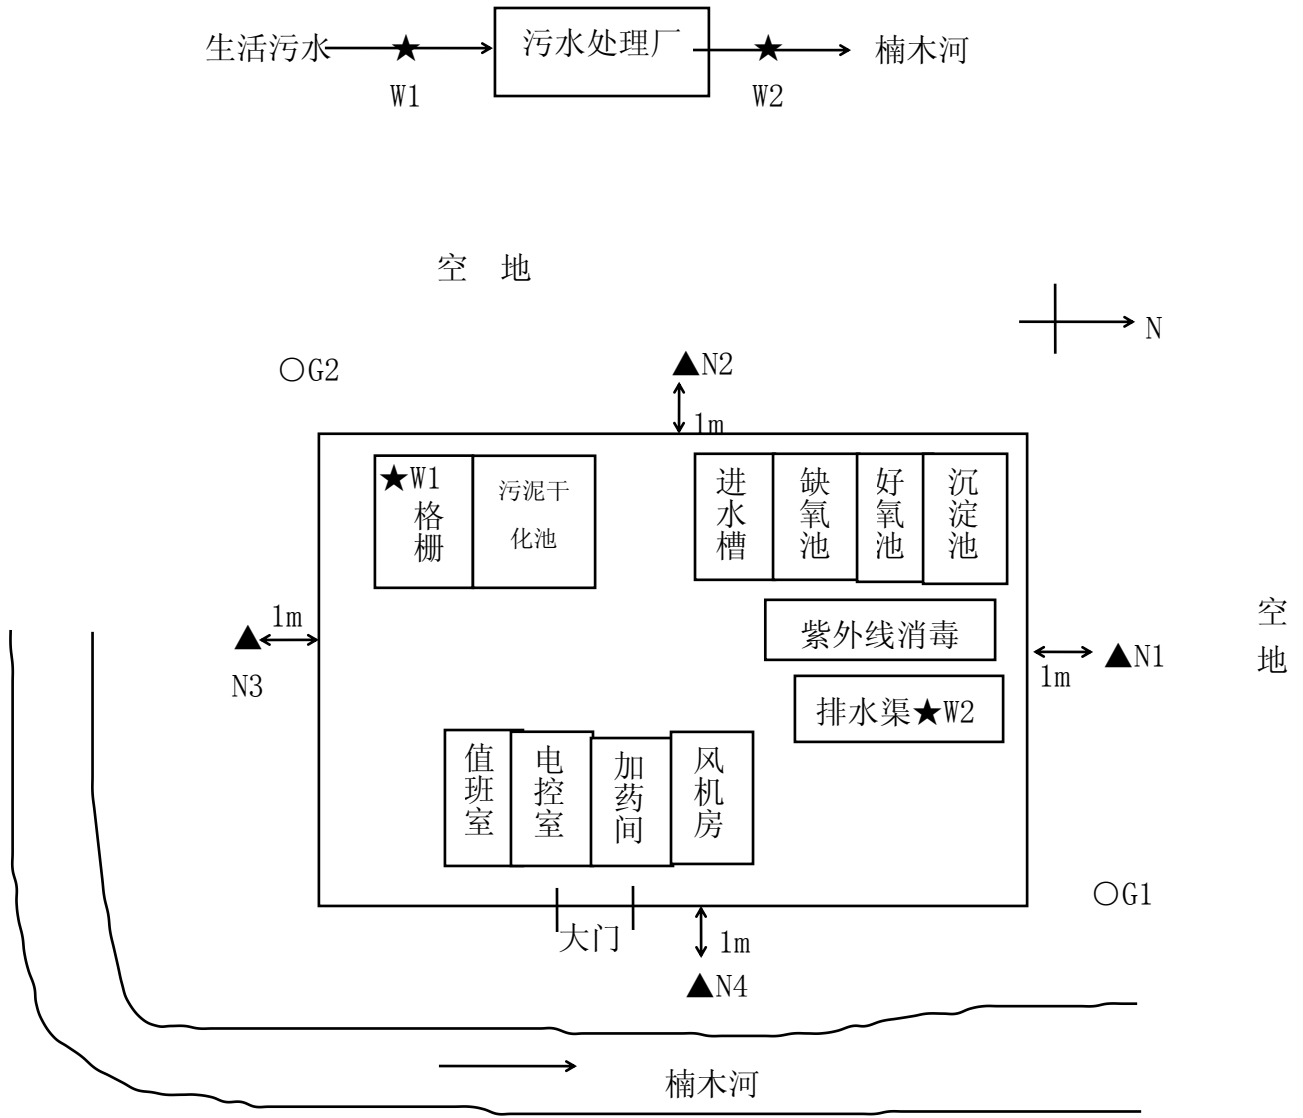 生活污水
★
W1
污水处理厂
★
W2
楠木河
空 地
N
○G2
▲N2
1m
★W1
格栅
污泥干
化池
进水槽
缺氧池
好氧池
沉淀池
1m
▲
N3
紫外线消毒
排水渠★W2
1m
▲N1
空
地
值班室
电控室
加药间
风机房
○G1
大门
1m
▲N4
楠木河